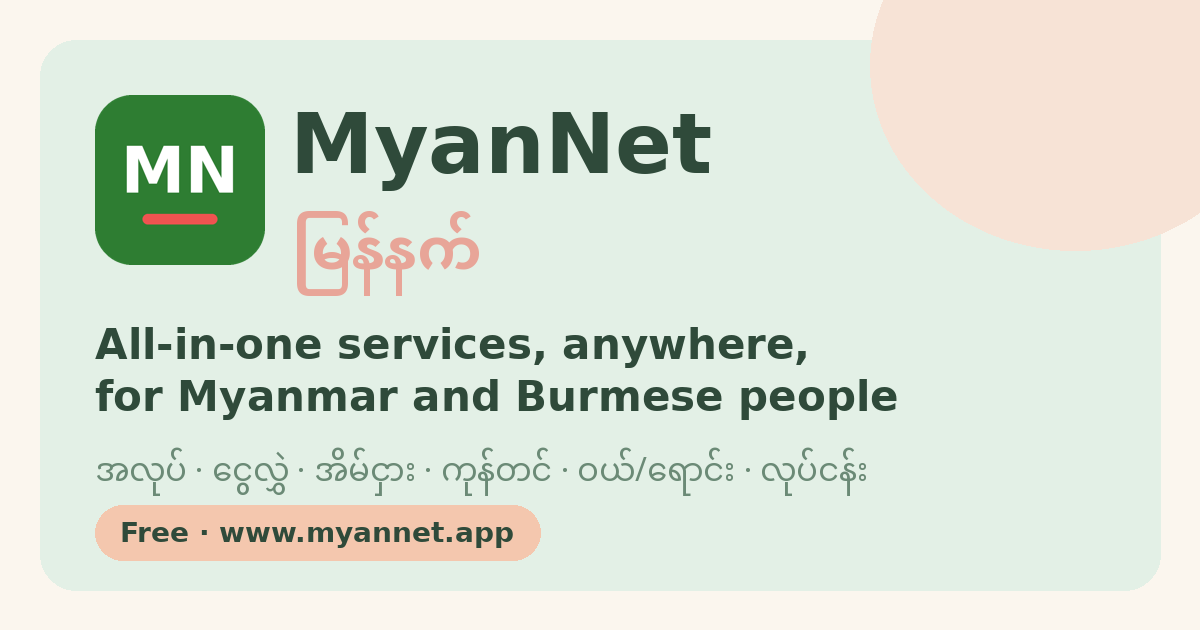 MN
MyanNet
မြန်နက်
All-in-one services, anywhere,
for Myanmar and Burmese people
အလုပ် · ငွေလွှဲ · အိမ်ငှား · ကုန်တင် · ဝယ်/ရောင်း · လုပ်ငန်း
Free · www.myannet.app